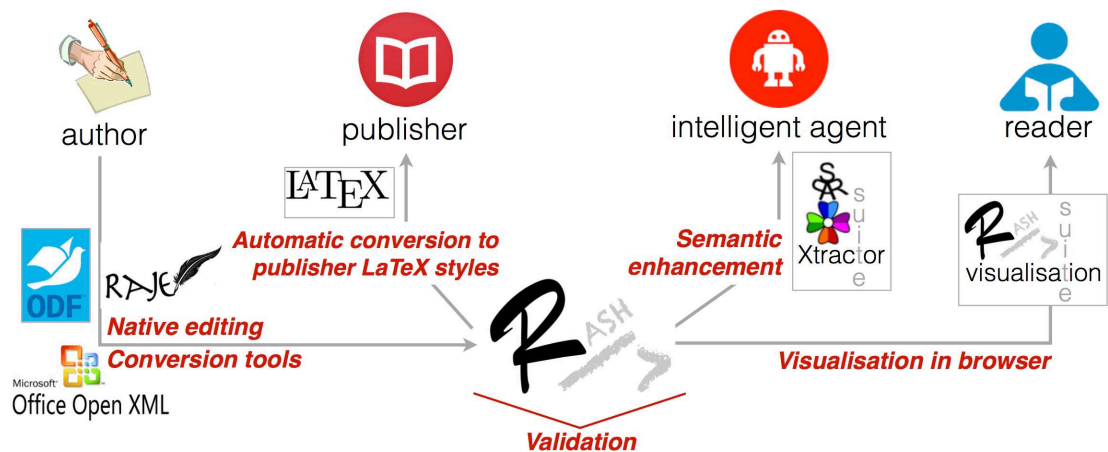 author
publisher
intelligent agent
reader
LATEX
SPAR
suite
Xtractor
RASH
suite
visualisation
ODF
RAJE
Automatic conversion to
publisher LaTeX styles
Semantic
enhancement
Native editing
Conversion tools
Microsoft
Office Open XML
RASH
Visualisation in browser
Validation